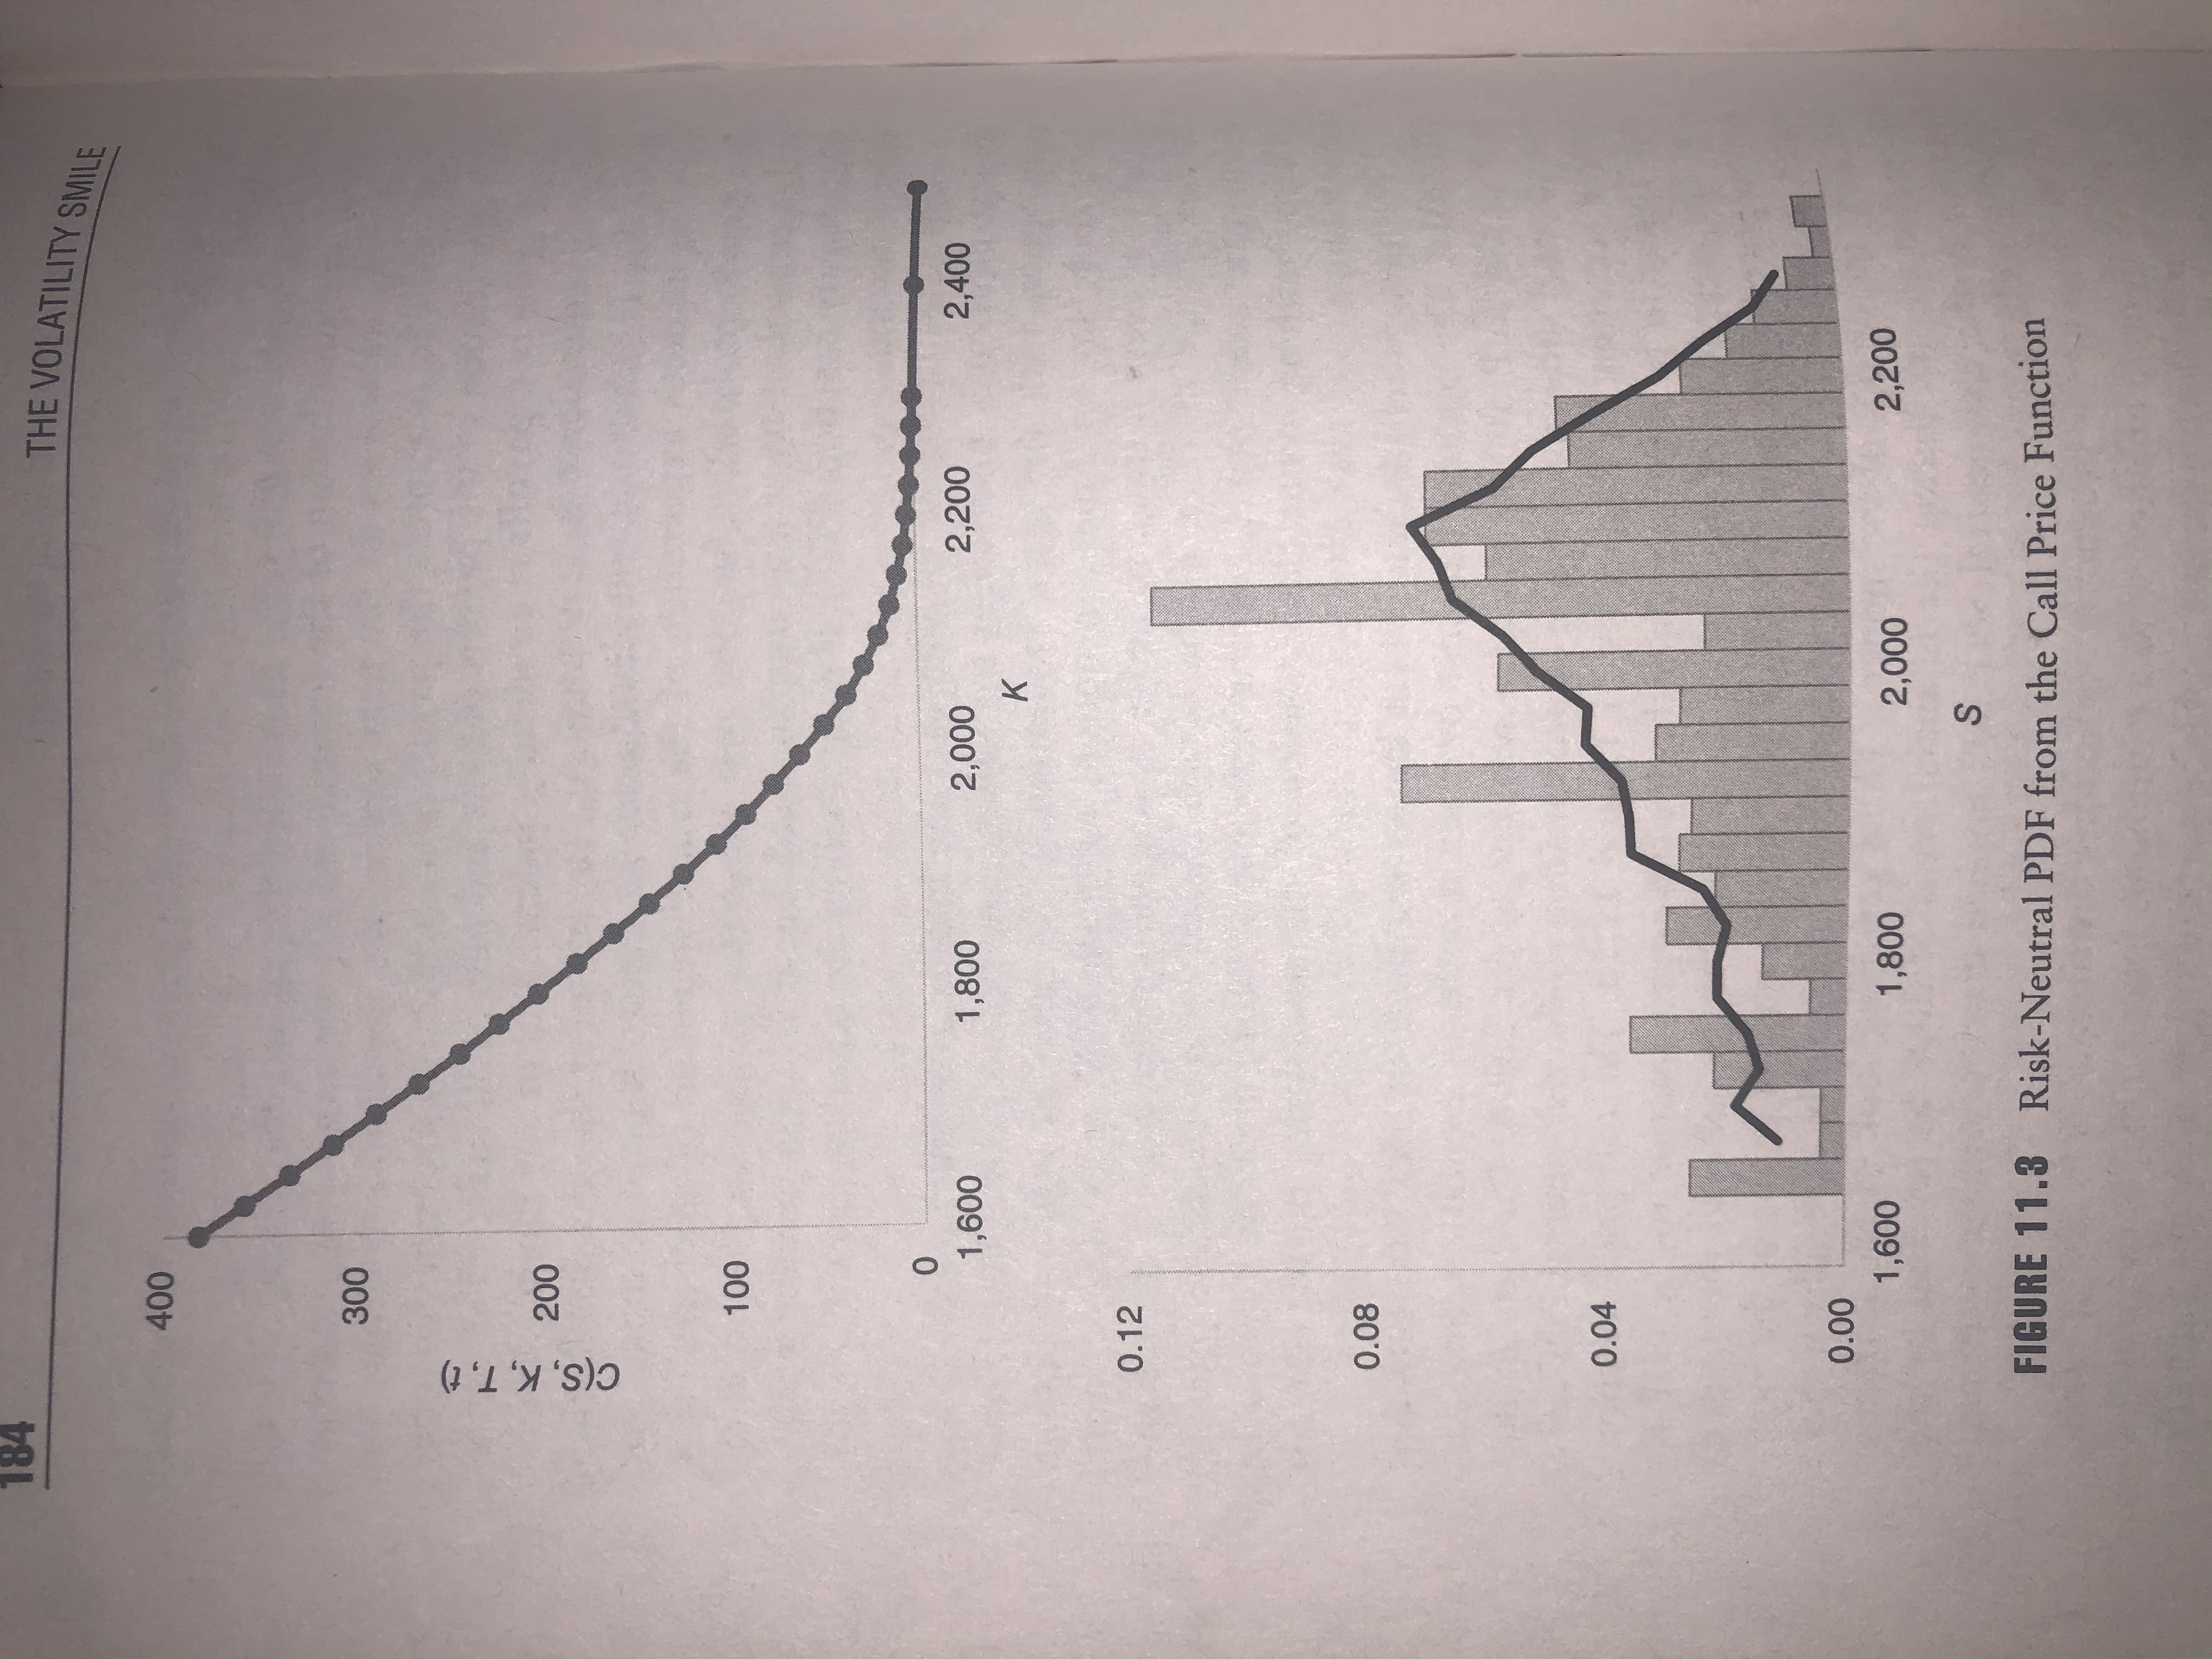 184
THE VOLATILITY SMILE
400
300
200
100
0
C(S, K, T, t)
1,600 1,800 2,000 2,200 2,400
K
0.12
0.08
0.04
0.00
1,600 1,800 2,000 2,200
S
FIGURE 11.3 Risk-Neutral PDF from the Call Price Function